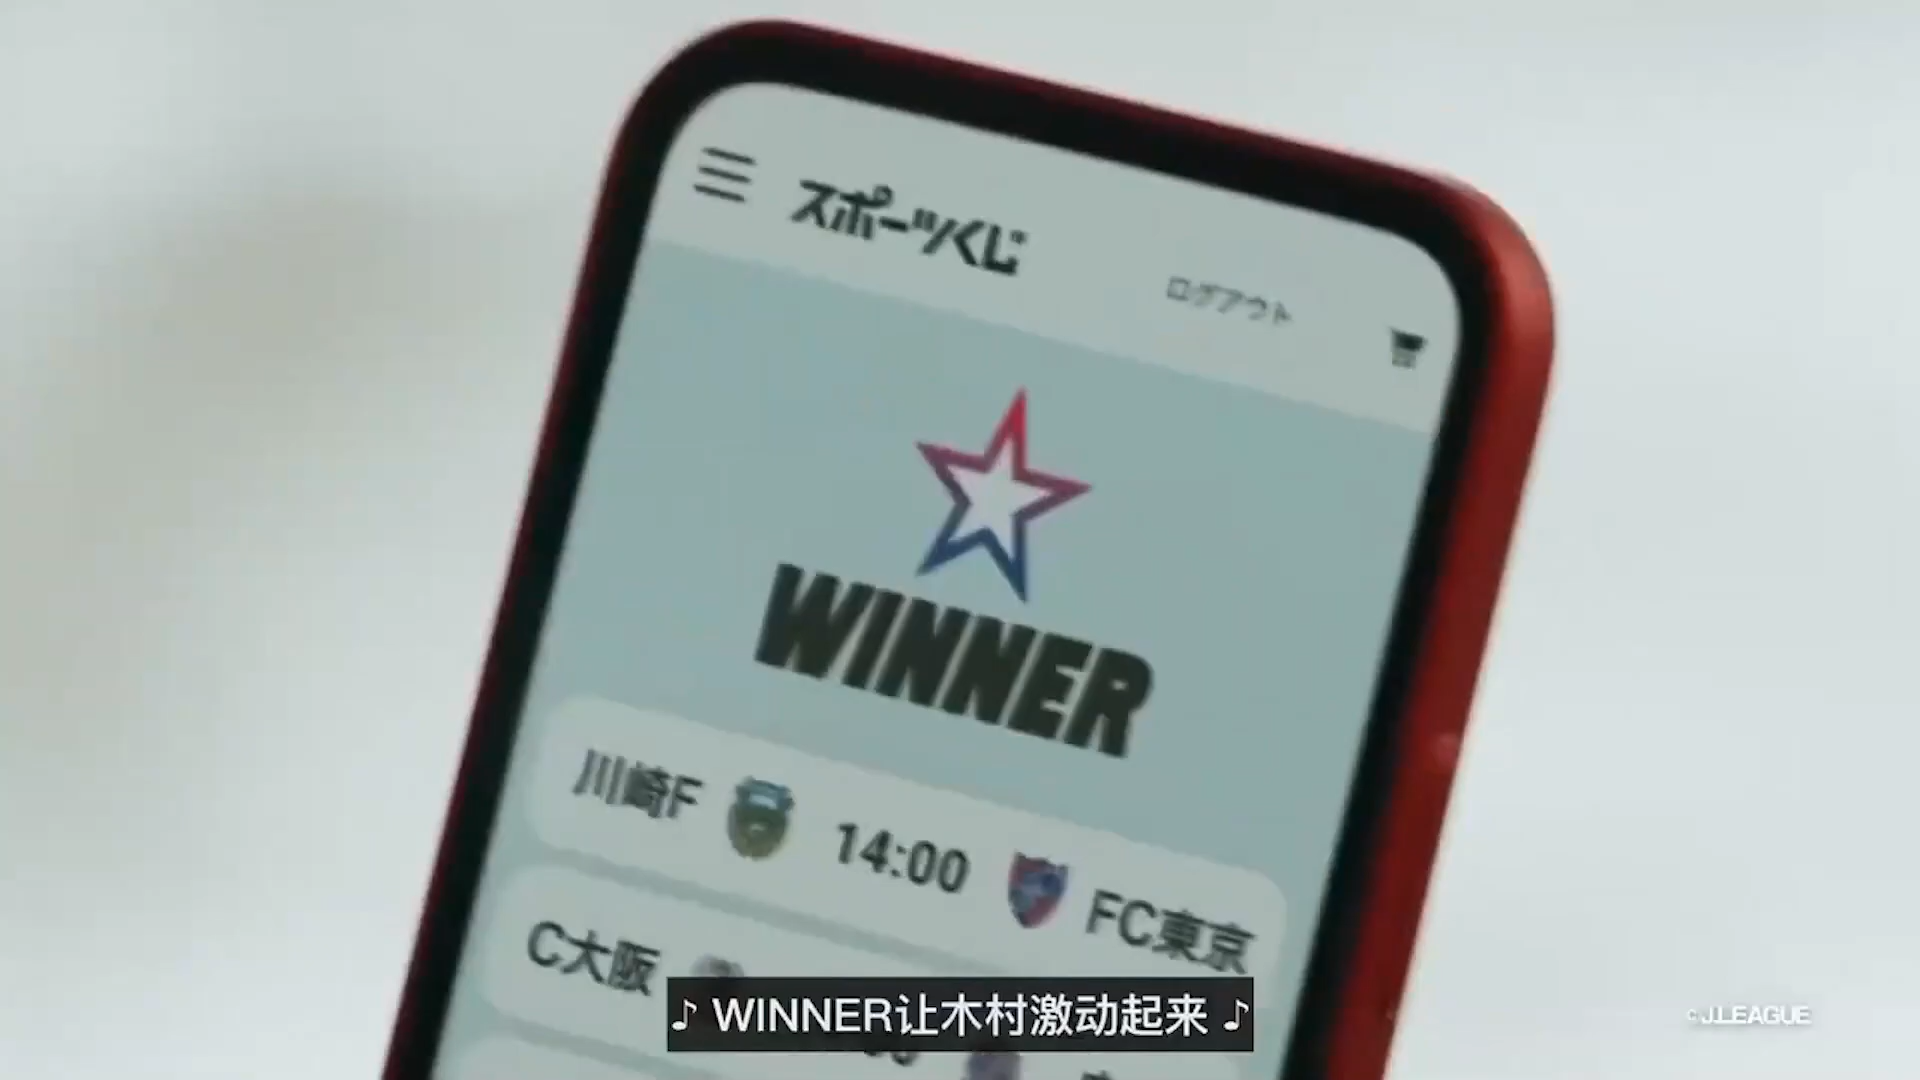 スポーツくじ
ログアウト
WINNER
川崎F 14:00 FC東京
C大阪
♪ WINNER让木村激动起来 ♪
©J.LEAGUE